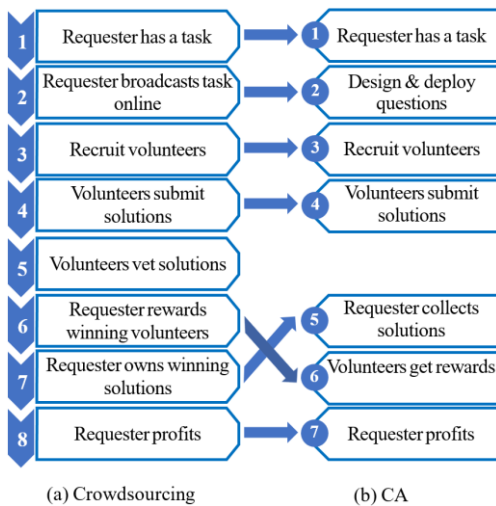 1 Requester has a task
2 Requester broadcasts task
online
3 Recruit volunteers
4 Volunteers submit
solutions
5 Volunteers vet solutions
6 Requester rewards
winning volunteers
7 Requester owns winning
solutions
8 Requester profits
(a) Crowdsourcing
1 Requester has a task
2 Design & deploy
questions
3 Recruit volunteers
4 Volunteers submit
solutions
5 Requester collects
solutions
6 Volunteers get rewards
7 Requester profits
(b) CA